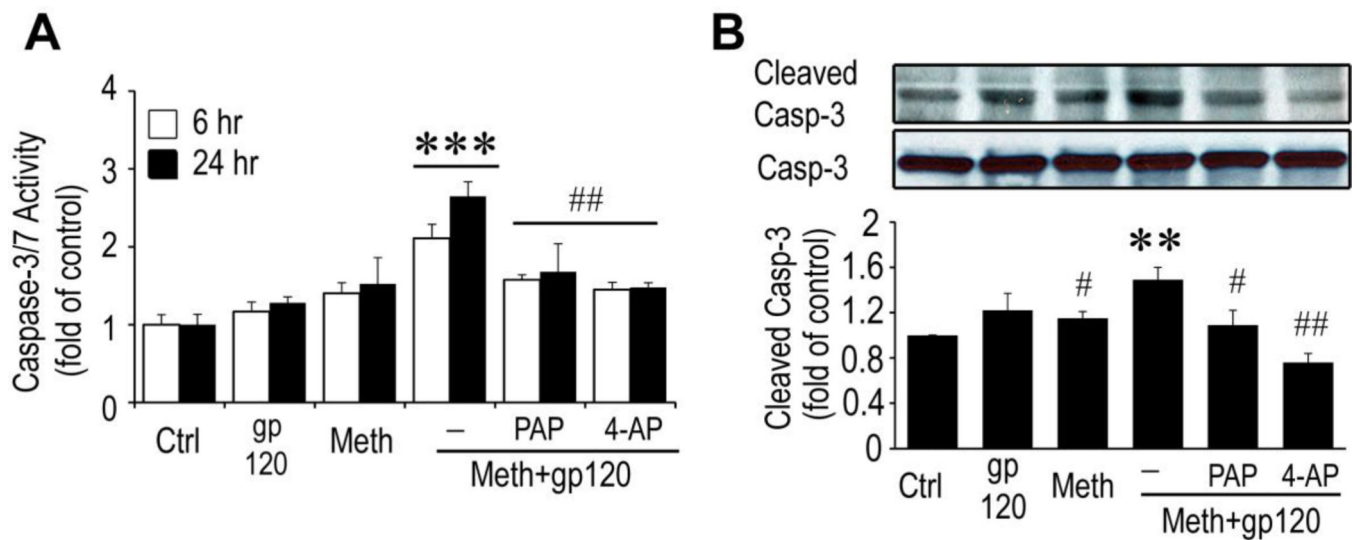 A
Caspase-3/7 Activity
(fold of control)
4
3
2
1
0
6 hr
24 hr
***
##
Ctrl
gp
120
Meth
–
PAP
4-AP
Meth+gp120
B
Cleaved
Casp-3
Casp-3
Cleaved Casp-3
(fold of control)
2
1.6
1.2
0.8
0.4
0
#
**
#
##
Ctrl
gp
120
Meth
–
PAP
4-AP
Meth+gp120